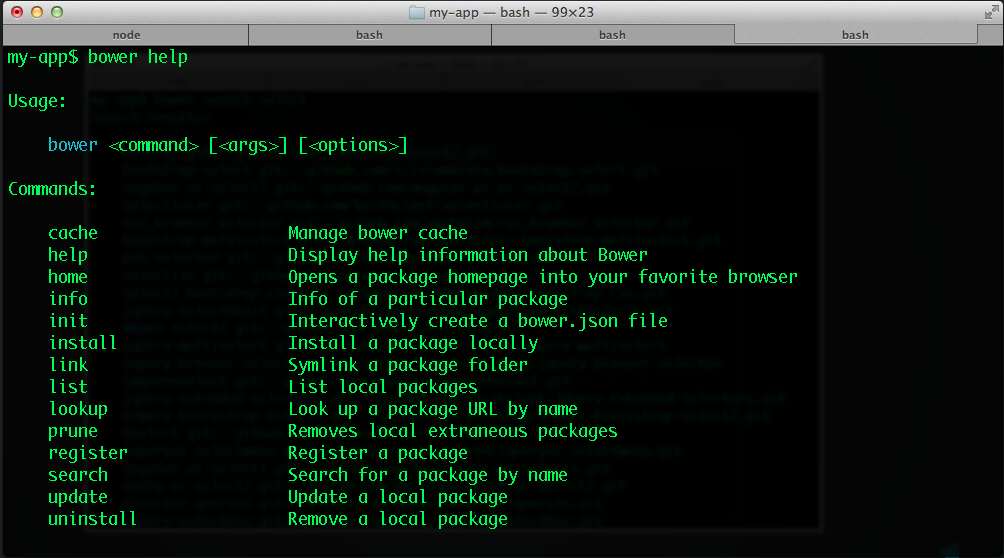 my-app — bash — 99×23
node bash bash bash
my-app$ bower help
Usage:
bower <command> [<args>] [<options>]
Commands:
cache Manage bower cache
help Display help information about Bower
home Opens a package homepage into your favorite browser
info Info of a particular package
init Interactively create a bower.json file
install Install a package locally
link Symlink a package folder
list List local packages
lookup Look up a package URL by name
prune Removes local extraneous packages
register Register a package
search Search for a package by name
update Update a local package
uninstall Remove a local package